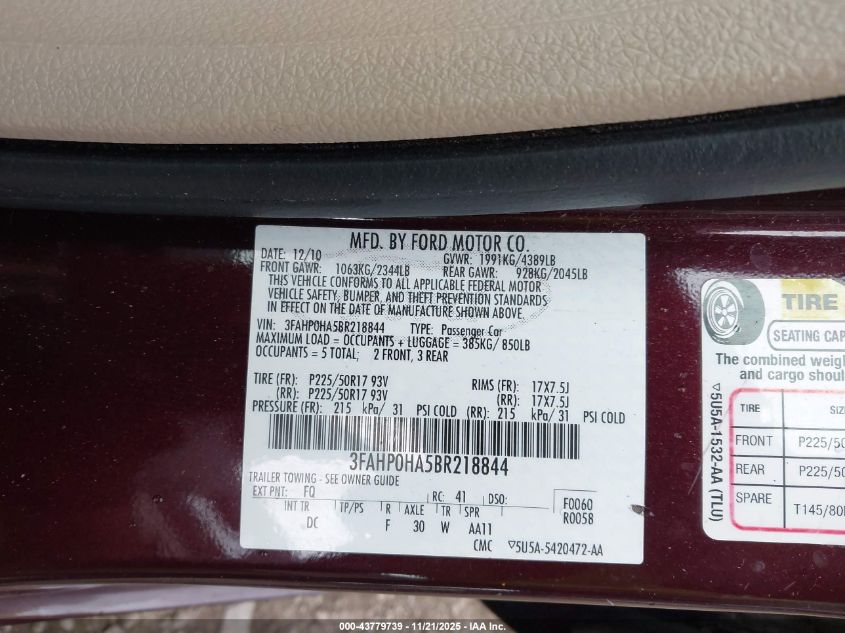 MFD. BY FORD MOTOR CO.
DATE: 12/10 GVWR: 1991KG/4389LB
FRONT GAWR: 1063KG/2344LB REAR GAWR: 928KG/2045LB
THIS VEHICLE CONFORMS TO ALL APPLICABLE FEDERAL MOTOR
VEHICLE SAFETY, BUMPER, AND THEFT PREVENTION STANDARDS
IN EFFECT ON THE DATE OF MANUFACTURE SHOWN ABOVE.
VIN: 3FAHP0HA5BR218844 TYPE: Passenger Car
MAXIMUM LOAD = OCCUPANTS + LUGGAGE = 385KG/850LB
OCCUPANTS = 5 TOTAL; 2 FRONT, 3 REAR
TIRE (FR): P225/50R17 93V RIMS (FR): 17X7.5J
(RR): P225/50R17 93V (RR): 17X7.5J
PRESSURE (FR): 215 kPa/ 31 PSI COLD (RR): 215 kPa/ 31 PSI COLD
3FAHP0HA5BR218844
TRAILER TOWING - SEE OWNER GUIDE
EXT PNT: FQ RC: 41 DSO: F0060
R0058
INT TR TP/PS R AXLE TR SPR
DC F 30 W AA11
CMC ▽5U5A-5420472-AA
TIRE
SEATING CAP
The combined weig
and cargo shoul
TIRE SIZ
FRONT P225/50
REAR P225/50
SPARE T145/80
▽5U5A-1532-AA (TLU)
000-43779739 - 11/21/2025 - IAA Inc.